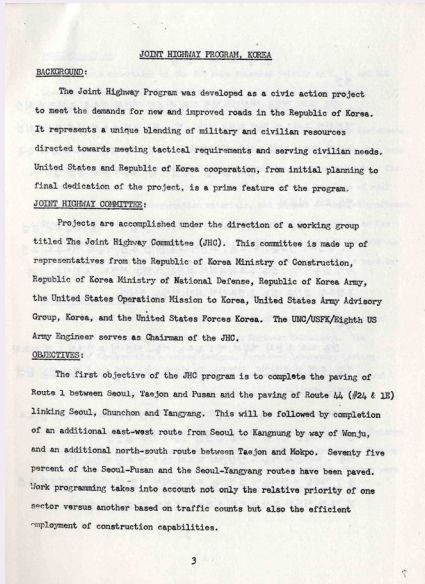 JOINT HIGHWAY PROGRAM, KOREA
BACKGROUND:
The Joint Highway Program was developed as a civic action project
to meet the demands for new and improved roads in the Republic of Korea.
It represents a unique blending of military and civilian resources
directed towards meeting tactical requirements and serving civilian needs.
United States and Republic of Korea cooperation, from initial planning to
final dedication of the project, is a prime feature of the program.
JOINT HIGHWAY COMMITTEE:
Projects are accomplished under the direction of a working group
titled The Joint Highway Committee (JHC). This committee is made up of
representatives from the Republic of Korea Ministry of Construction,
Republic of Korea Ministry of National Defense, Republic of Korea Army,
the United States Operations Mission to Korea, United States Army Advisory
Group, Korea, and the United States Forces Korea. The UNC/USFK/Eighth US
Army Engineer serves as Chairman of the JHC.
OBJECTIVES:
The first objective of the JHC program is to complete the paving of
Route 1 between Seoul, Taejon and Pusan and the paving of Route 44 (#24 & 1E)
linking Seoul, Chunchon and Yangyang. This will be followed by completion
of an additional east-west route from Seoul to Kangnung by way of Wonju,
and an additional north-south route between Taejon and Mokpo. Seventy five
percent of the Seoul-Pusan and the Seoul-Yangyang routes have been paved.
Work programming takes into account not only the relative priority of one
sector versus another based on traffic counts but also the efficient
employment of construction capabilities.
3